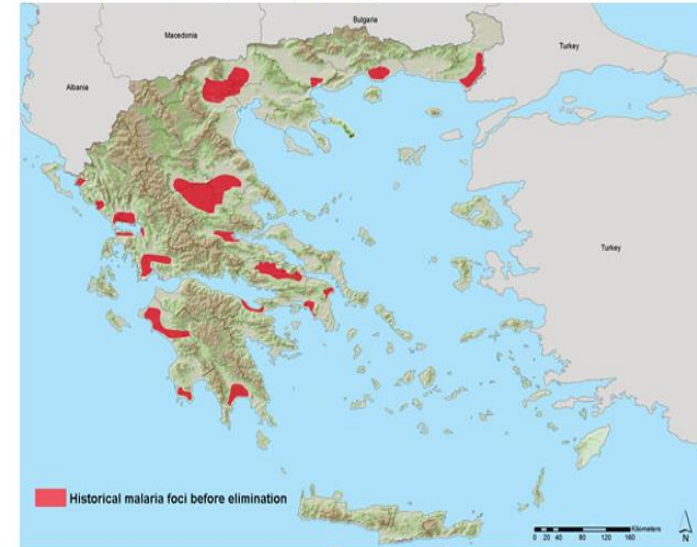 Bulgaria
Macedonia
Turkey
Albania
Turkey
Historical malaria foci before elimination
Kilometers
0 20 40 80 120 160
N